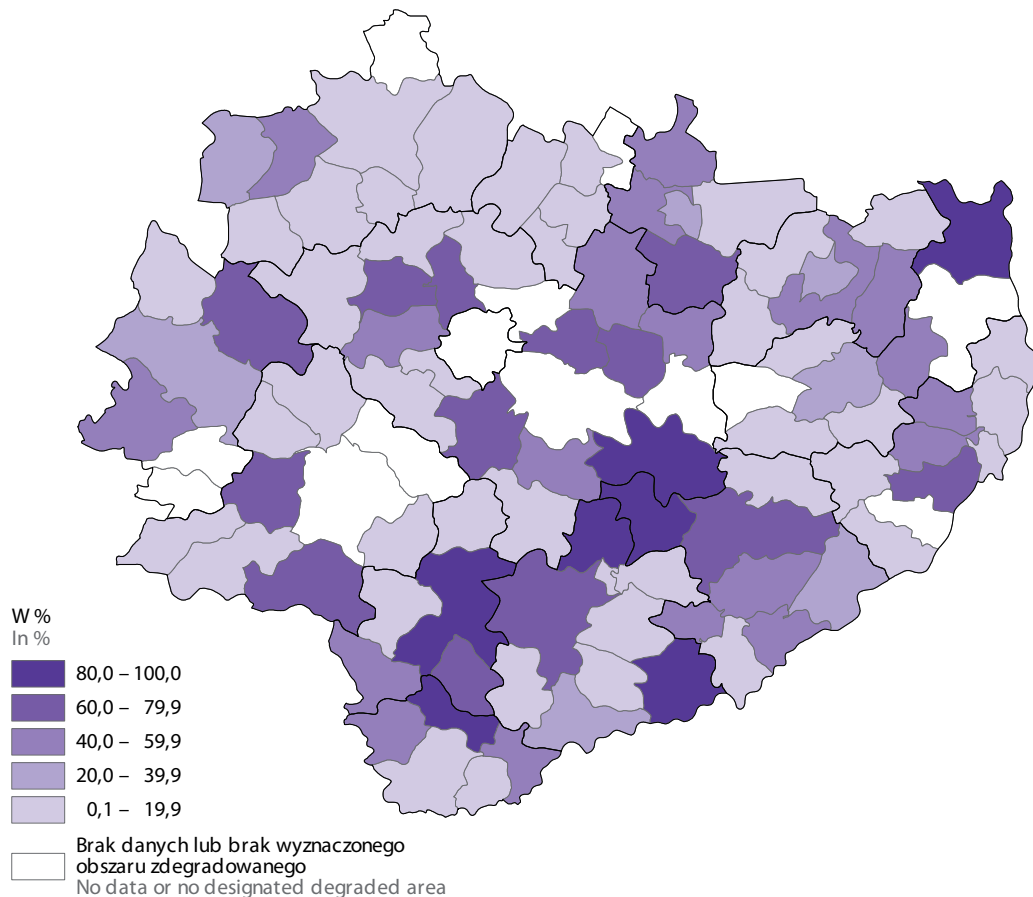 W %
In %
80,0 – 100,0
60,0 – 79,9
40,0 – 59,9
20,0 – 39,9
0,1 – 19,9
Brak danych lub brak wyznaczonego
obszaru zdegradowanego
No data or no designated degraded area